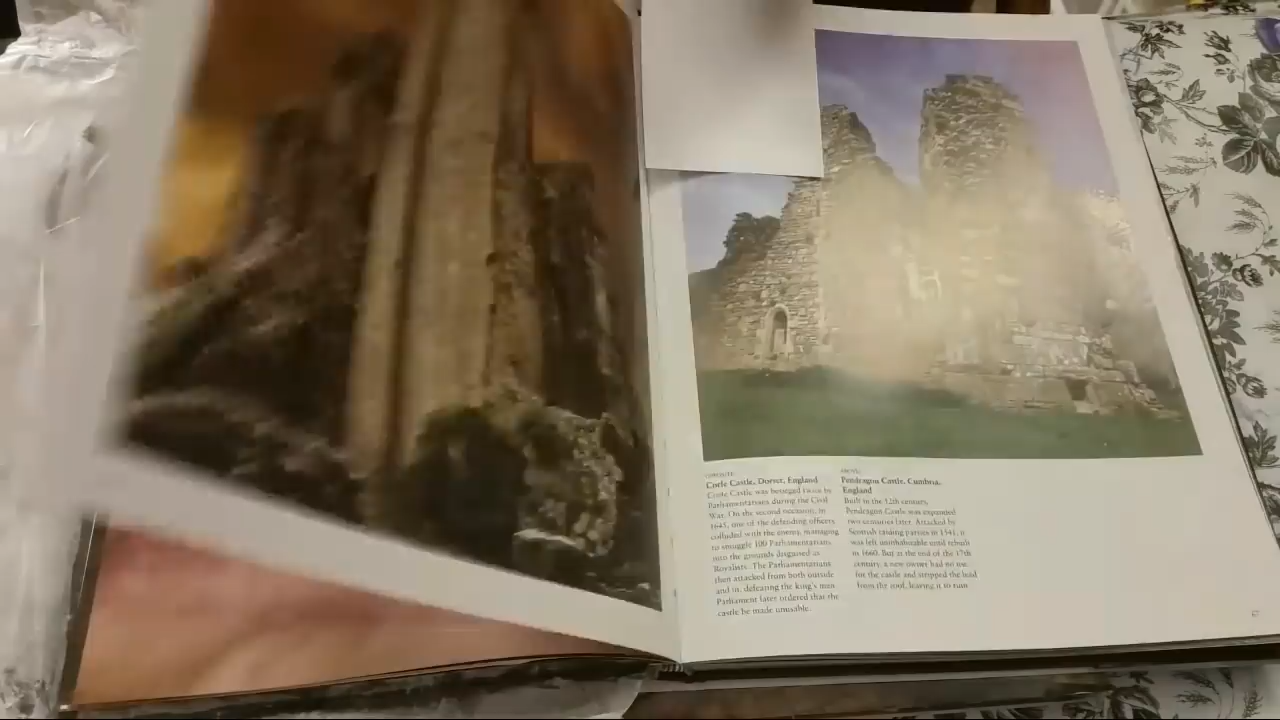 OPPOSITE:
Corfe Castle, Dorset, England
Corfe Castle was besieged twice by
Parliamentarians during the Civil
War. On the second occasion, in
1645, one of the defending officers
colluded with the enemy, managing
to smuggle 100 Parliamentarians
into the grounds disguised as
Royalists. The Parliamentarians
then attacked from both outside
and in, defeating the king's men.
Parliament later ordered that the
castle be made unusable.
ABOVE:
Pendragon Castle, Cumbria,
England
Built in the 12th century,
Pendragon Castle was expanded
two centuries later. Attacked by
Scottish raiding parties in 1541, it
was left uninhabitable until rebuilt
in 1660. But at the end of the 17th
century, a new owner had no use
for the castle and stripped the lead
from the roof, leaving it to ruin.